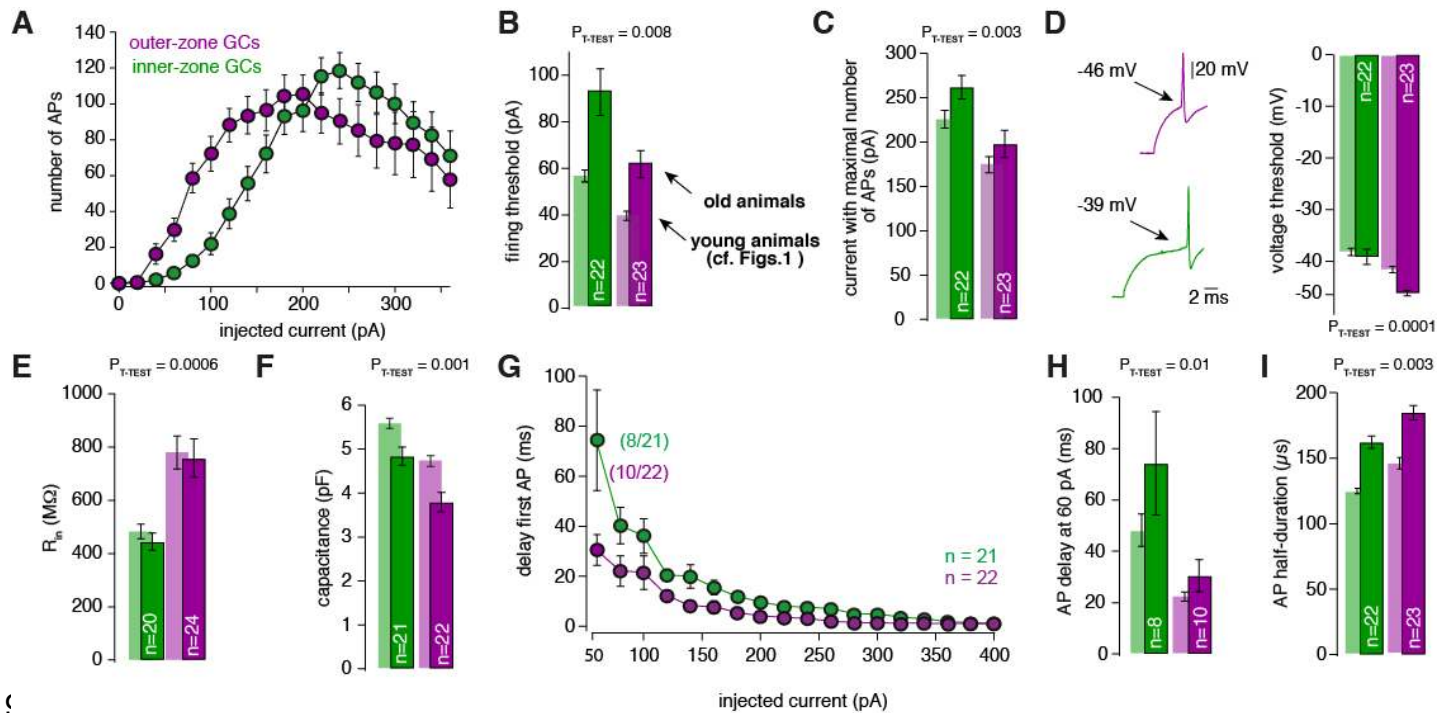 A
outer-zone GCs
inner-zone GCs
number of APs
140
120
100
80
60
40
20
0
0
100
200
300
injected current (pA)
B
P T-TEST = 0.008
firing threshold (pA)
100
80
60
40
20
0
n=22
n=23
old animals
young animals
(cf. Figs.1 )
C
P T-TEST = 0.003
current with maximal number
of APs (pA)
300
250
200
150
100
50
0
n=22
n=23
D
-46 mV
20 mV
-39 mV
2 ms
voltage threshold (mV)
0
-10
-20
-30
-40
-50
n=22
n=23
P T-TEST = 0.0001
E
P T-TEST = 0.0006
Rin (MΩ)
1000
800
600
400
200
0
n=20
n=24
F
P T-TEST = 0.001
capacitance (pF)
6
5
4
3
2
1
0
n=21
n=22
G
delay first AP (ms)
80
60
40
20
0
(8/21)
(10/22)
n = 21
n = 22
50
100
150
200
250
300
350
400
injected current (pA)
H
P T-TEST = 0.01
AP delay at 60 pA (ms)
100
80
60
40
20
0
n=8
n=10
I
P T-TEST = 0.003
AP half-duration (µs)
200
150
100
50
0
n=22
n=23